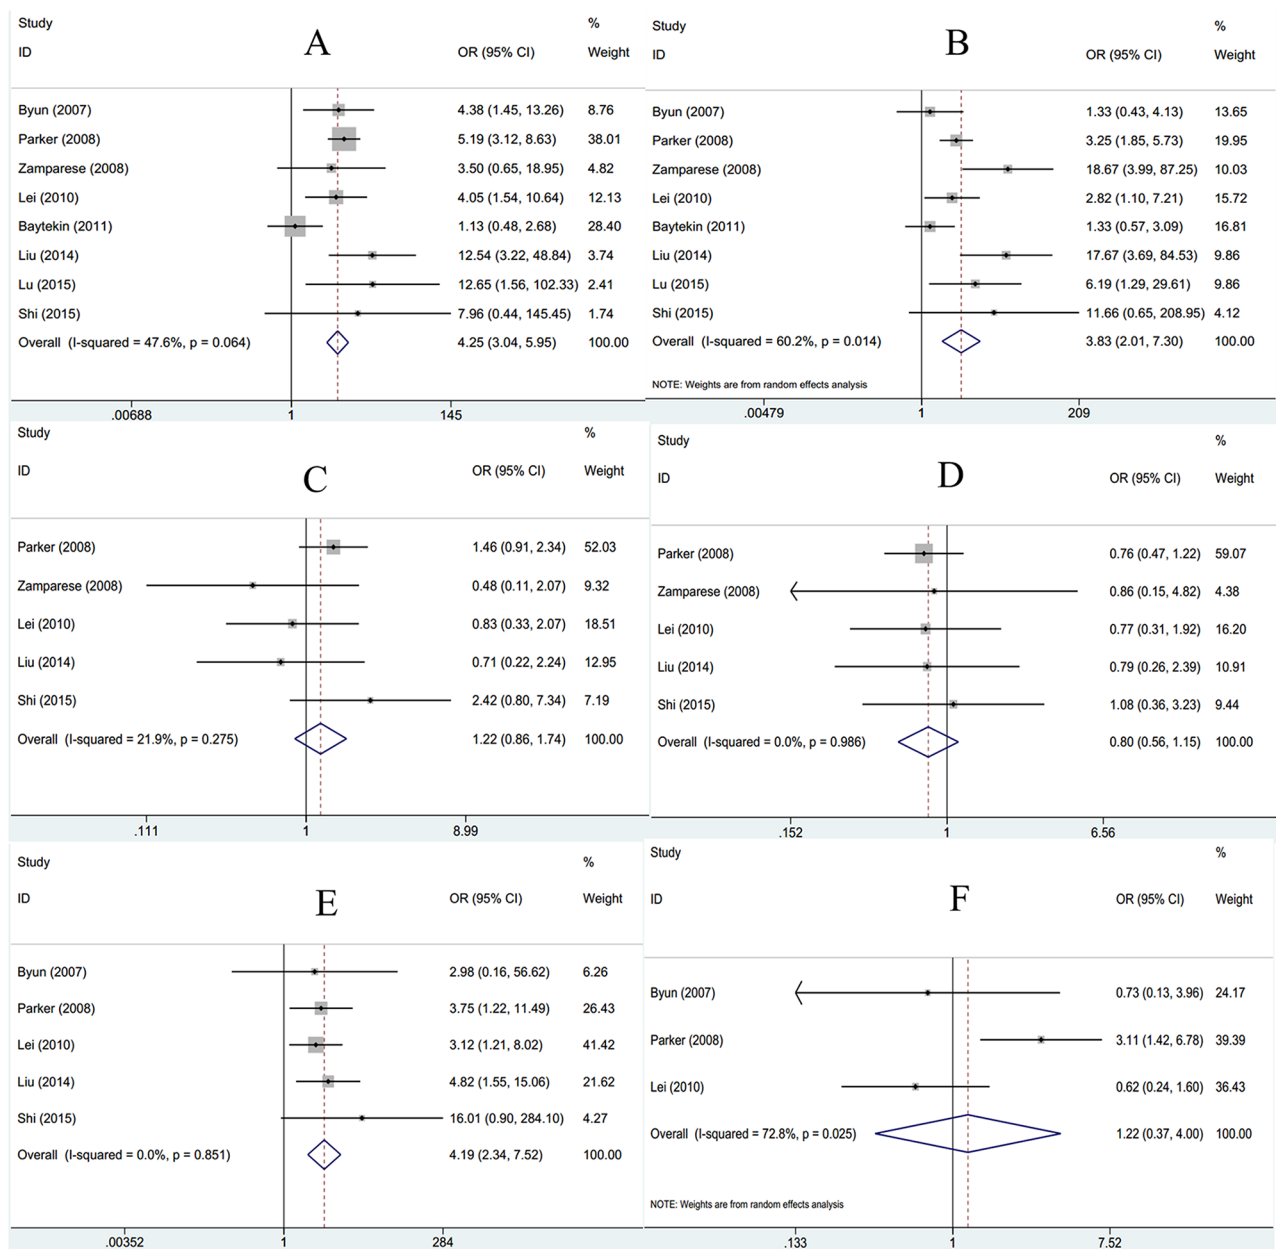 A
Study %
ID OR (95% CI) Weight
Byun (2007) 4.38 (1.45, 13.26) 8.76
Parker (2008) 5.19 (3.12, 8.63) 38.01
Zamparese (2008) 3.50 (0.65, 18.95) 4.82
Lei (2010) 4.05 (1.54, 10.64) 12.13
Baytekin (2011) 1.13 (0.48, 2.68) 28.40
Liu (2014) 12.54 (3.22, 48.84) 3.74
Lu (2015) 12.65 (1.56, 102.33) 2.41
Shi (2015) 7.96 (0.44, 145.45) 1.74
Overall (I-squared = 47.6%, p = 0.064) 4.25 (3.04, 5.95) 100.00
.00688 1 145
B
Study %
ID OR (95% CI) Weight
Byun (2007) 1.33 (0.43, 4.13) 13.65
Parker (2008) 3.25 (1.85, 5.73) 19.95
Zamparese (2008) 18.67 (3.99, 87.25) 10.03
Lei (2010) 2.82 (1.10, 7.21) 15.72
Baytekin (2011) 1.33 (0.57, 3.09) 16.81
Liu (2014) 17.67 (3.69, 84.53) 9.86
Lu (2015) 6.19 (1.29, 29.61) 9.86
Shi (2015) 11.66 (0.65, 208.95) 4.12
Overall (I-squared = 60.2%, p = 0.014) 3.83 (2.01, 7.30) 100.00
NOTE: Weights are from random effects analysis
.00479 1 209
C
Study %
ID OR (95% CI) Weight
Parker (2008) 1.46 (0.91, 2.34) 52.03
Zamparese (2008) 0.48 (0.11, 2.07) 9.32
Lei (2010) 0.83 (0.33, 2.07) 18.51
Liu (2014) 0.71 (0.22, 2.24) 12.95
Shi (2015) 2.42 (0.80, 7.34) 7.19
Overall (I-squared = 21.9%, p = 0.275) 1.22 (0.86, 1.74) 100.00
.111 1 8.99
D
Study %
ID OR (95% CI) Weight
Parker (2008) 0.76 (0.47, 1.22) 59.07
Zamparese (2008) 0.86 (0.15, 4.82) 4.38
Lei (2010) 0.77 (0.31, 1.92) 16.20
Liu (2014) 0.79 (0.26, 2.39) 10.91
Shi (2015) 1.08 (0.36, 3.23) 9.44
Overall (I-squared = 0.0%, p = 0.986) 0.80 (0.56, 1.15) 100.00
.152 1 6.56
E
Study %
ID OR (95% CI) Weight
Byun (2007) 2.98 (0.16, 56.62) 6.26
Parker (2008) 3.75 (1.22, 11.49) 26.43
Lei (2010) 3.12 (1.21, 8.02) 41.42
Liu (2014) 4.82 (1.55, 15.06) 21.62
Shi (2015) 16.01 (0.90, 284.10) 4.27
Overall (I-squared = 0.0%, p = 0.851) 4.19 (2.34, 7.52) 100.00
.00352 1 284
F
Study %
ID OR (95% CI) Weight
Byun (2007) 0.73 (0.13, 3.96) 24.17
Parker (2008) 3.11 (1.42, 6.78) 39.39
Lei (2010) 0.62 (0.24, 1.60) 36.43
Overall (I-squared = 72.8%, p = 0.025) 1.22 (0.37, 4.00) 100.00
NOTE: Weights are from random effects analysis
.133 1 7.52